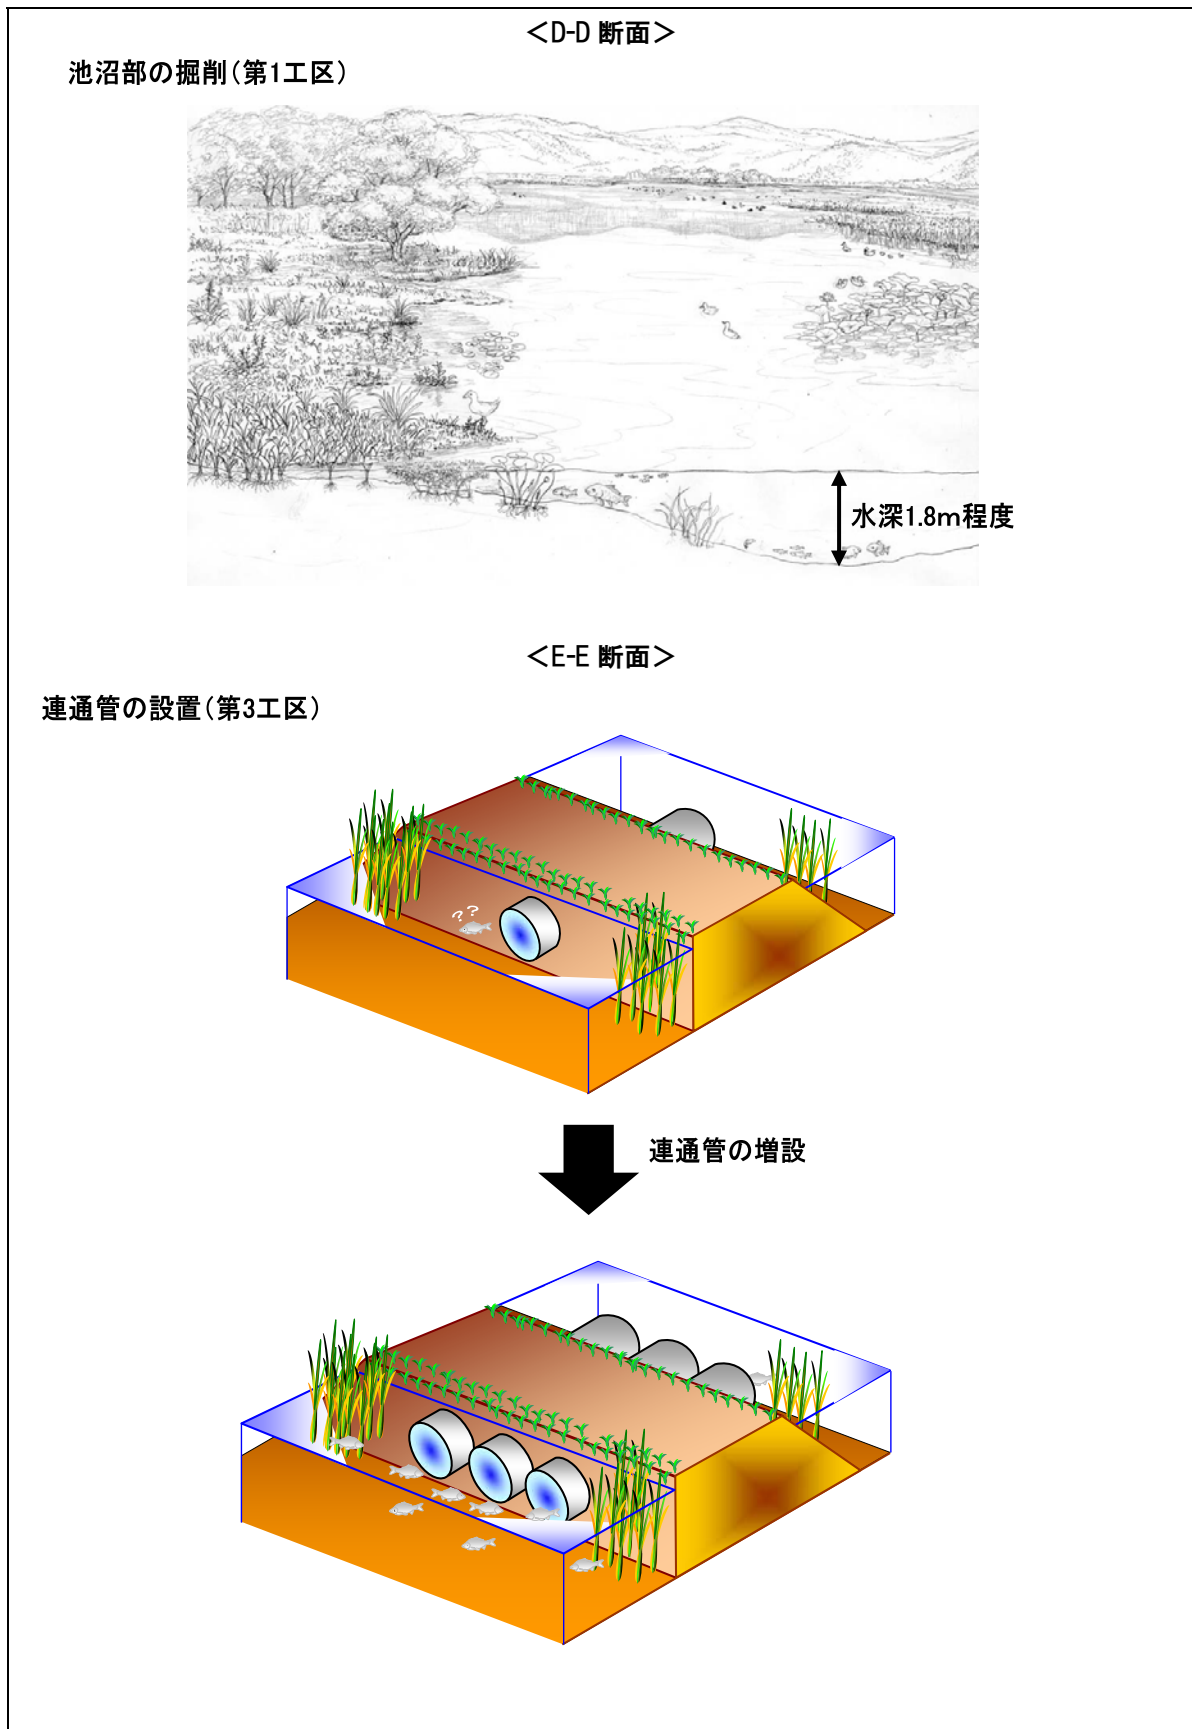 ＜D-D 断面＞
池沼部の掘削（第1工区）
水深1.8m程度
＜E-E 断面＞
連通管の設置（第3工区）
? ?
連通管の増設